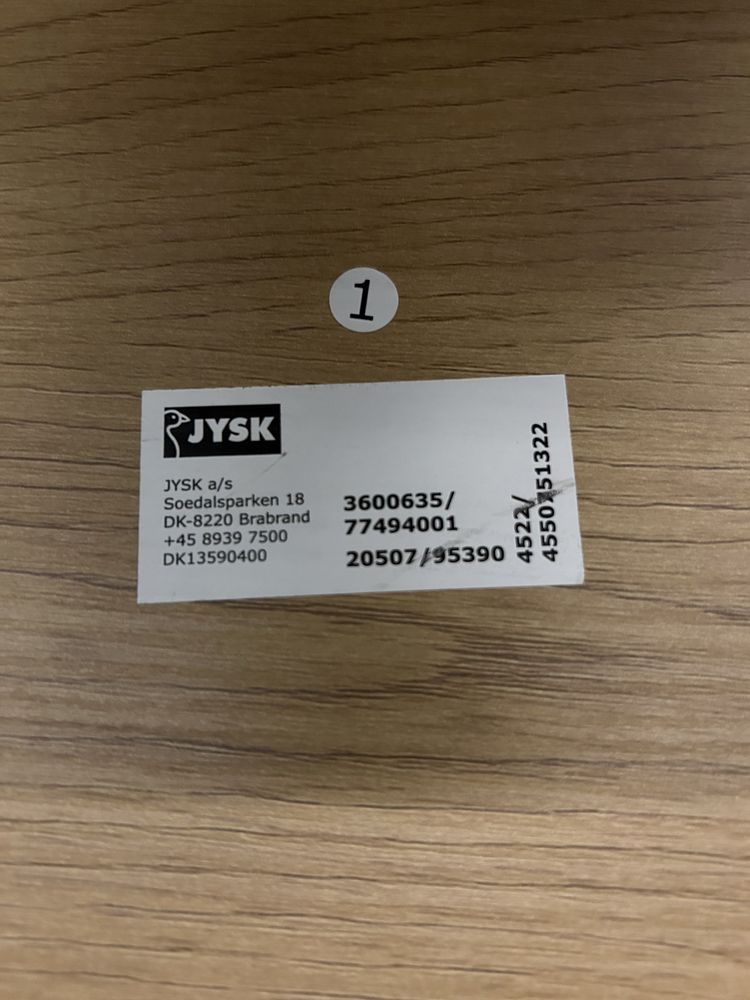 1
JYSK
JYSK a/s
Soedalsparken 18
DK-8220 Brabrand
+45 8939 7500
DK13590400
3600635/
77494001
20507/95390
4522/
4550751322